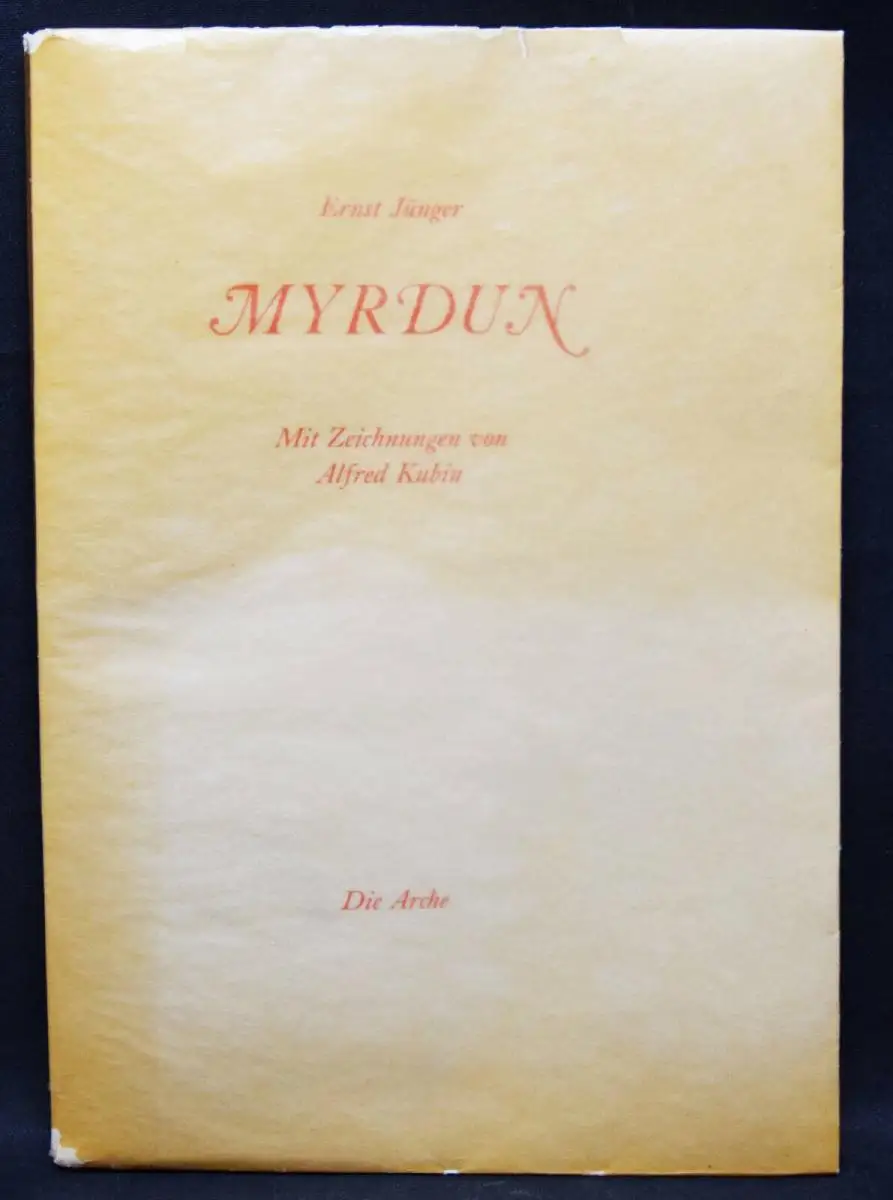 Ernst Jünger
MYRDUN
Mit Zeichnungen von
Alfred Kubin
Die Arche